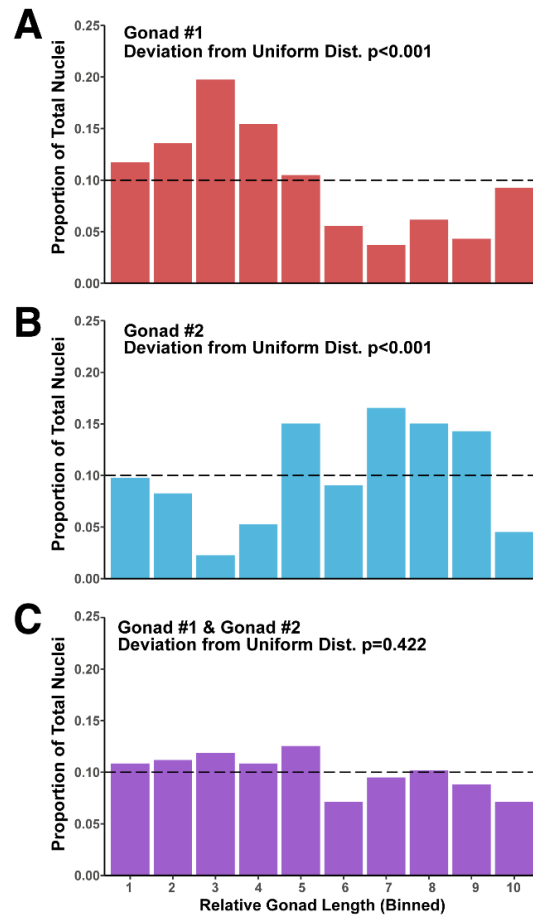 A
Gonad #1
Deviation from Uniform Dist. p<0.001
Proportion of Total Nuclei
0.25
0.20
0.15
0.10
0.05
0.00
B
Gonad #2
Deviation from Uniform Dist. p<0.001
Proportion of Total Nuclei
0.25
0.20
0.15
0.10
0.05
0.00
C
Gonad #1 & Gonad #2
Deviation from Uniform Dist. p=0.422
Proportion of Total Nuclei
0.25
0.20
0.15
0.10
0.05
0.00
1 2 3 4 5 6 7 8 9 10
Relative Gonad Length (Binned)